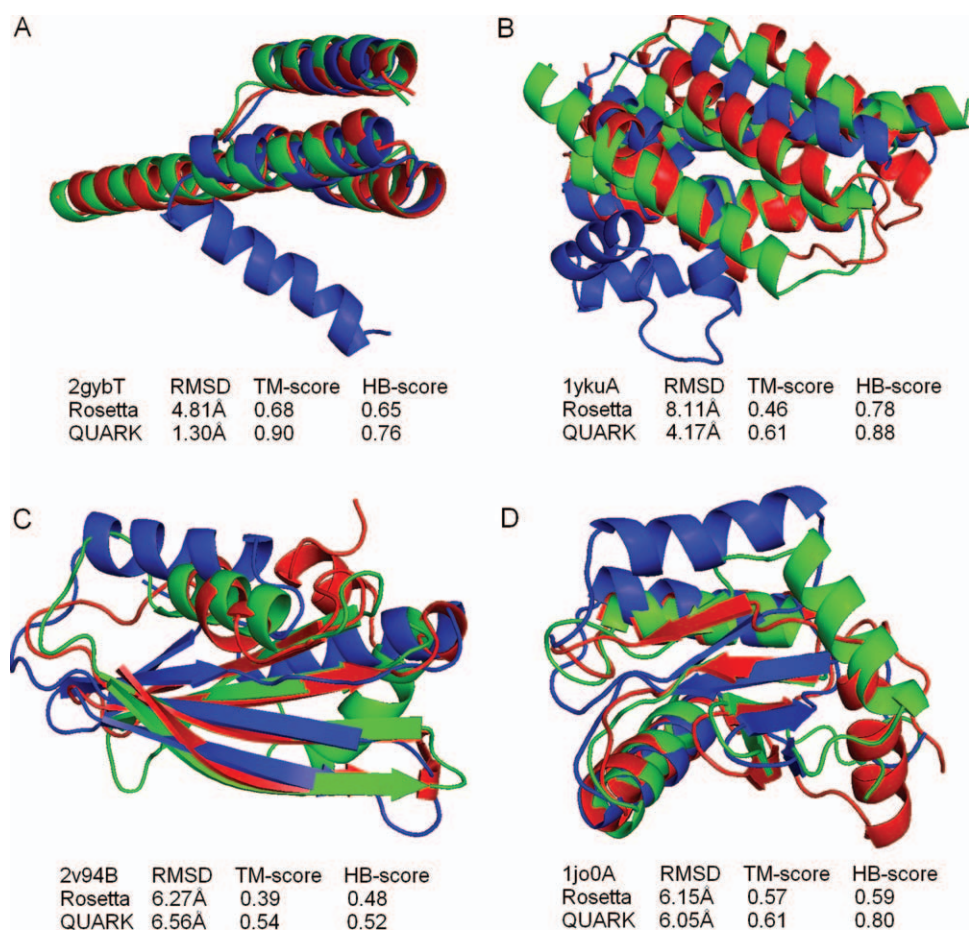 A
2gybT RMSD TM-score HB-score
Rosetta 4.81Å 0.68 0.65
QUARK 1.30Å 0.90 0.76
B
1ykuA RMSD TM-score HB-score
Rosetta 8.11Å 0.46 0.78
QUARK 4.17Å 0.61 0.88
C
2v94B RMSD TM-score HB-score
Rosetta 6.27Å 0.39 0.48
QUARK 6.56Å 0.54 0.52
D
1jo0A RMSD TM-score HB-score
Rosetta 6.15Å 0.57 0.59
QUARK 6.05Å 0.61 0.80